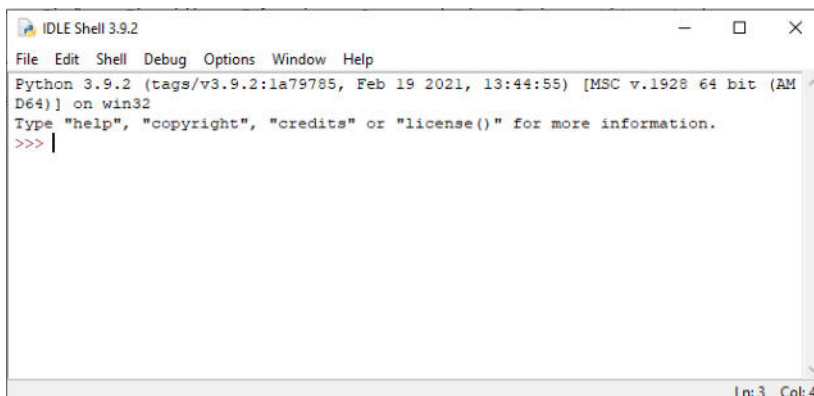 IDLE Shell 3.9.2
File Edit Shell Debug Options Window Help
Python 3.9.2 (tags/v3.9.2:1a79785, Feb 19 2021, 13:44:55) [MSC v.1928 64 bit (AM
D64)] on win32
Type "help", "copyright", "credits" or "license()" for more information.
>>>
Ln: 3 Col: 4